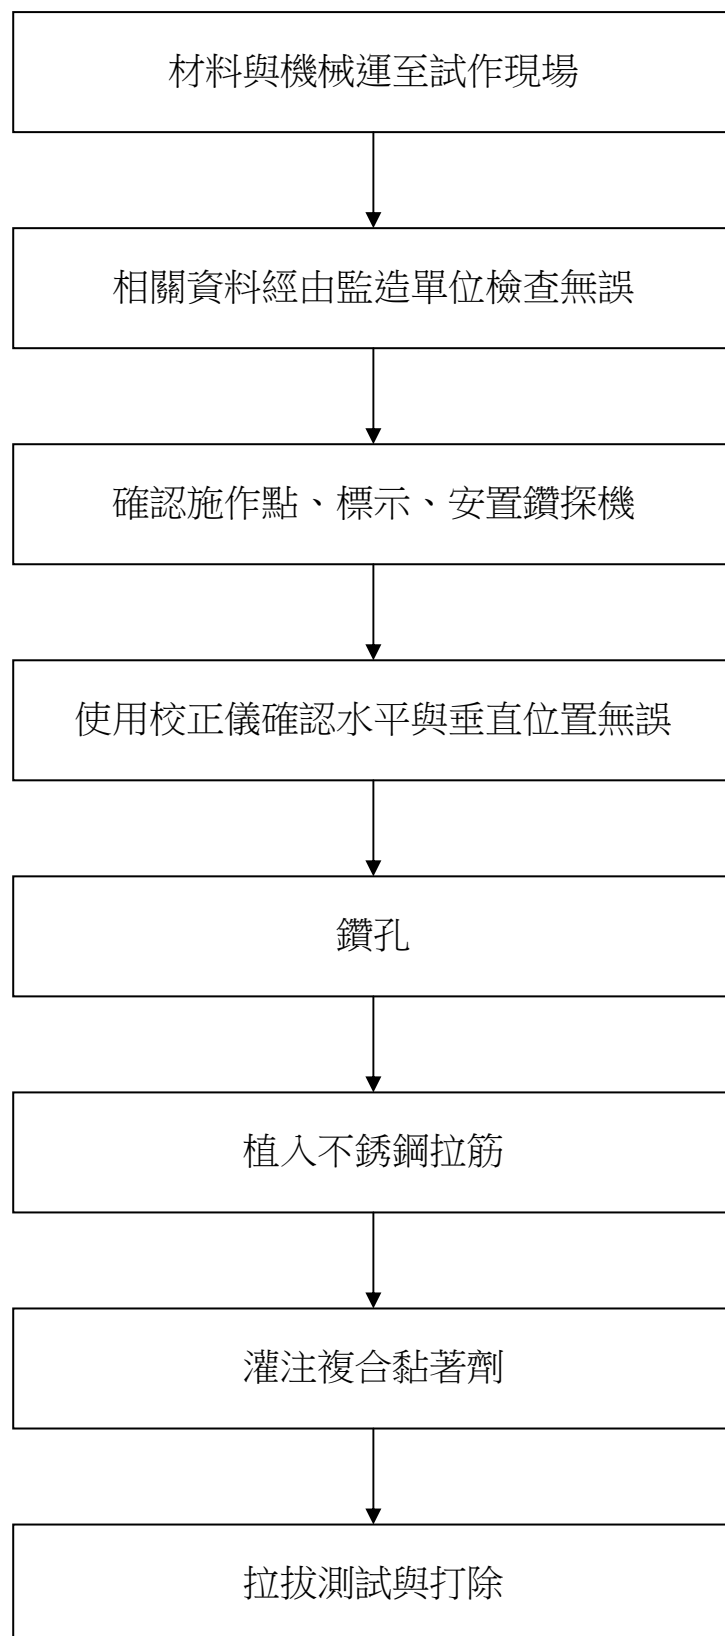 材料與機械運至試作現場
相關資料經由監造單位檢查無誤
確認施作點、標示、安置鑽探機
使用校正儀確認水平與垂直位置無誤
鑽孔
植入不銹鋼拉筋
灌注複合黏著劑
拉拔測試與打除